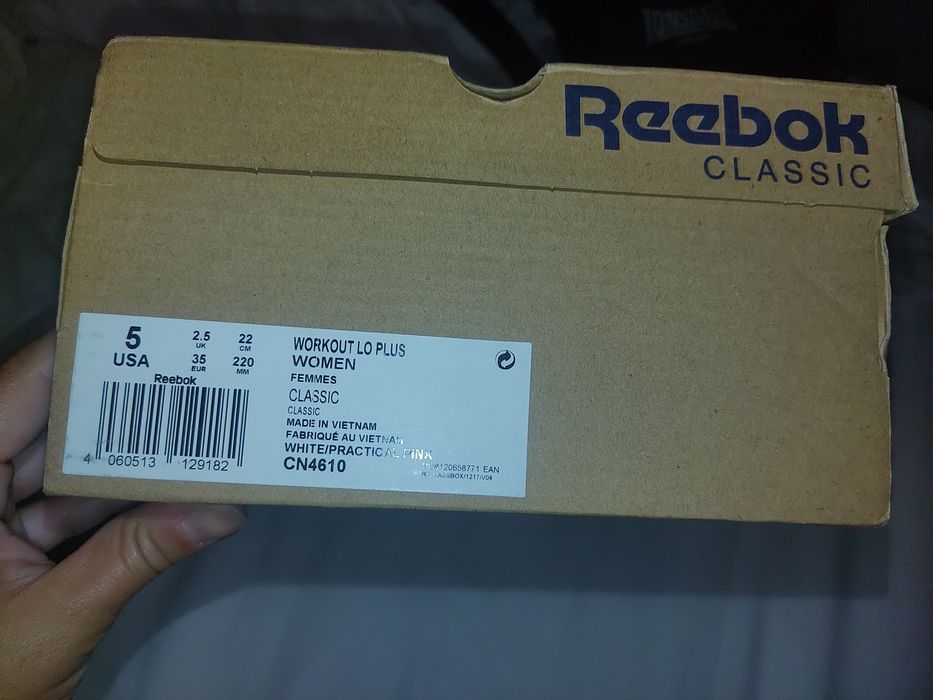 Reebok
CLASSIC
5
USA
2.5
UK
35
EUR
22
CM
220
MM
Reebok
4 060513 129182
WORKOUT LO PLUS
WOMEN
FEMMES
CLASSIC
CLASSIC
MADE IN VIETNAM
FABRIQUÉ AU VIETNAM
WHITE/PRACTICAL PINK
CN4610
120658771 EAN